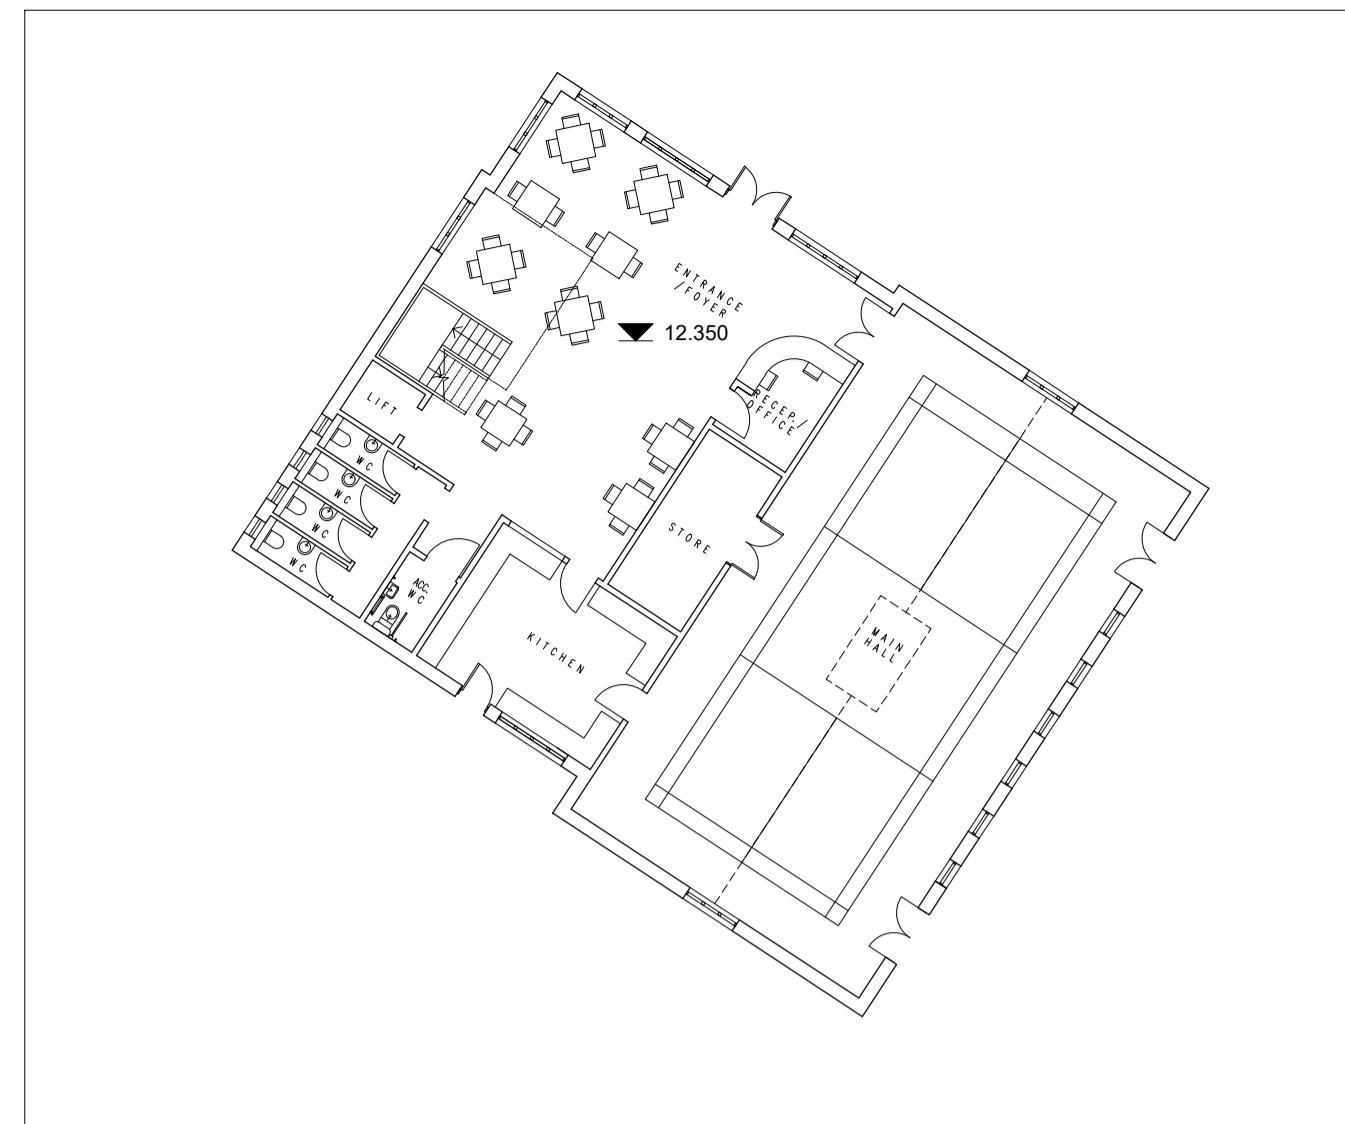 ENTRANCE
/FOYER
12.350
RECEP./
OFFICE
LIFT
WC
WC
WC
WC
STORE
ACC.
WC
MAIN
HALL
KITCHEN